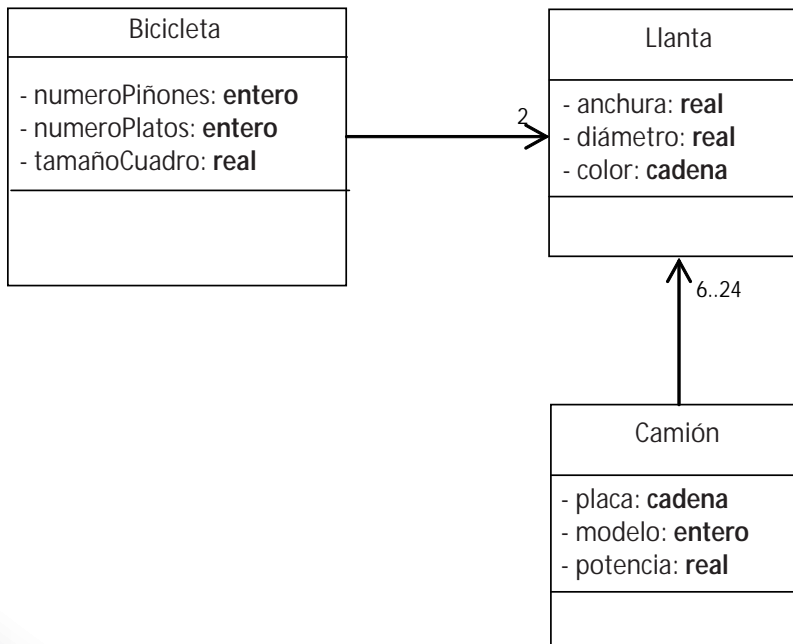 Bicicleta
- numeroPiñones: entero
- numeroPlatos: entero
- tamañoCuadro: real
2
Llanta
- anchura: real
- diámetro: real
- color: cadena
6..24
Camión
- placa: cadena
- modelo: entero
- potencia: real